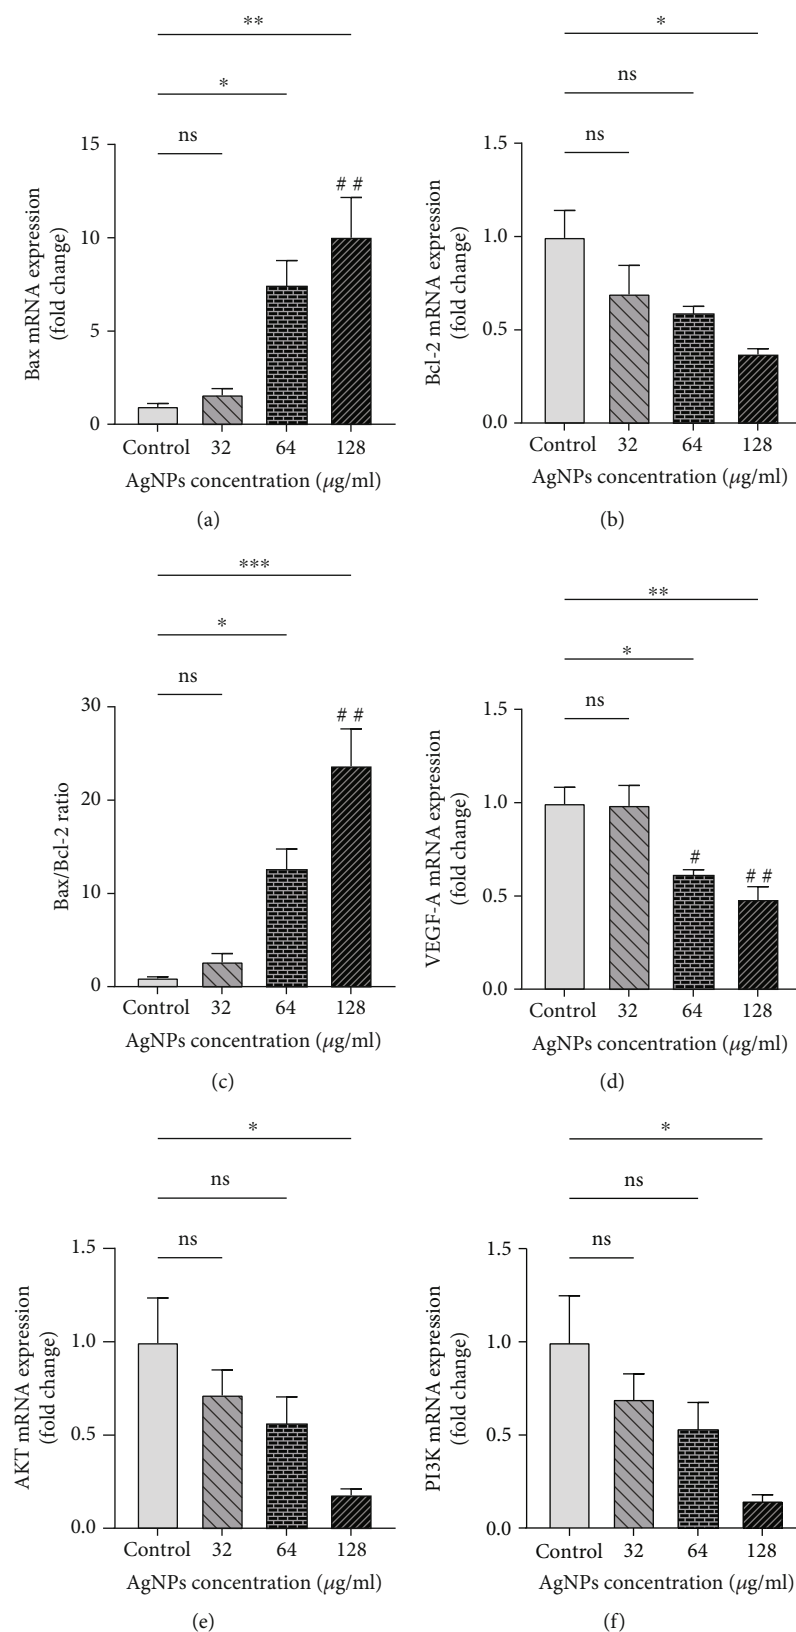 **
*
ns
15
10
5
0
Bax mRNA expression
(fold change)
# #
Control 32 64 128
AgNPs concentration (μg/ml)
(a)
*
ns
ns
1.5
1.0
0.5
0.0
Bcl-2 mRNA expression
(fold change)
Control 32 64 128
AgNPs concentration (μg/ml)
(b)
***
*
ns
30
20
10
0
Bax/Bcl-2 ratio
# #
Control 32 64 128
AgNPs concentration (μg/ml)
(c)
**
*
ns
1.5
1.0
0.5
0.0
VEGF-A mRNA expression
(fold change)
#
# #
Control 32 64 128
AgNPs concentration (μg/ml)
(d)
*
ns
ns
1.5
1.0
0.5
0.0
AKT mRNA expression
(fold change)
Control 32 64 128
AgNPs concentration (μg/ml)
(e)
*
ns
ns
1.5
1.0
0.5
0.0
PI3K mRNA expression
(fold change)
Control 32 64 128
AgNPs concentration (μg/ml)
(f)